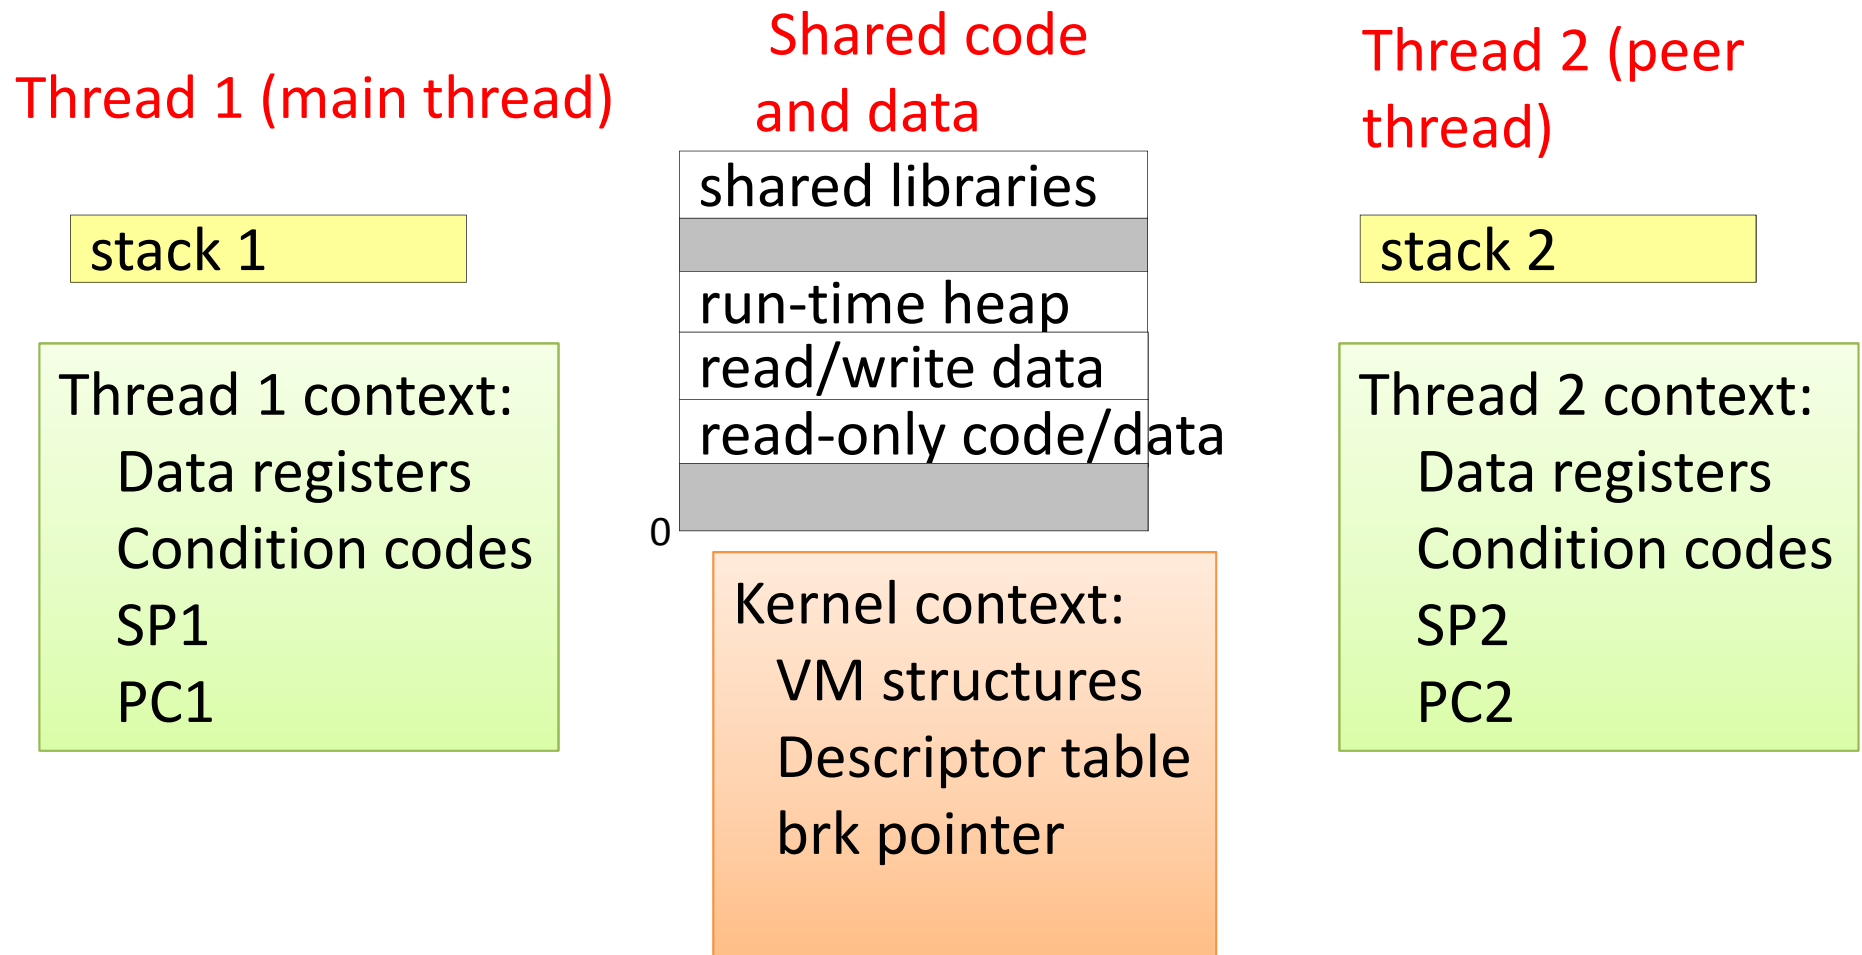 Thread 1 (main thread)
stack 1
Thread 1 context:
Data registers
Condition codes
SP1
PC1
Shared code
and data
shared libraries
run-time heap
read/write data
read-only code/data
0
Kernel context:
VM structures
Descriptor table
brk pointer
Thread 2 (peer
thread)
stack 2
Thread 2 context:
Data registers
Condition codes
SP2
PC2